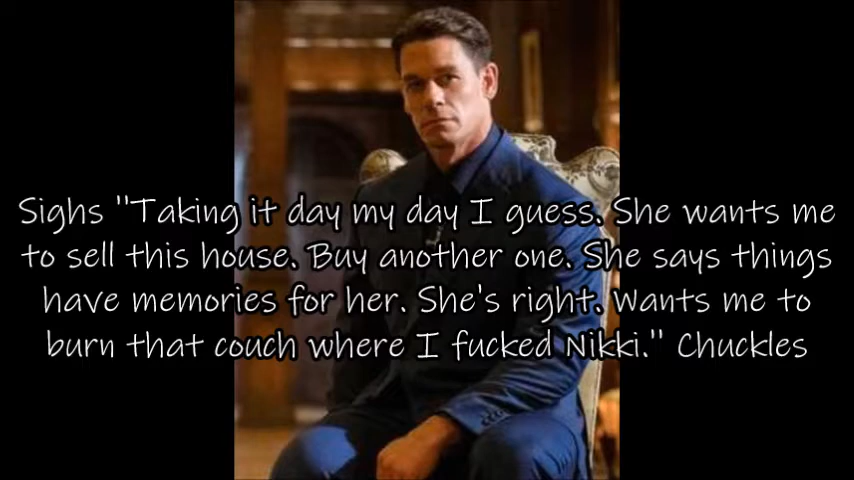 Sighs "Taking it day my day I guess. She wants me
to sell this house. Buy another one. She says things
have memories for her. She's right. Wants me to
burn that couch where I fucked Nikki." Chuckles